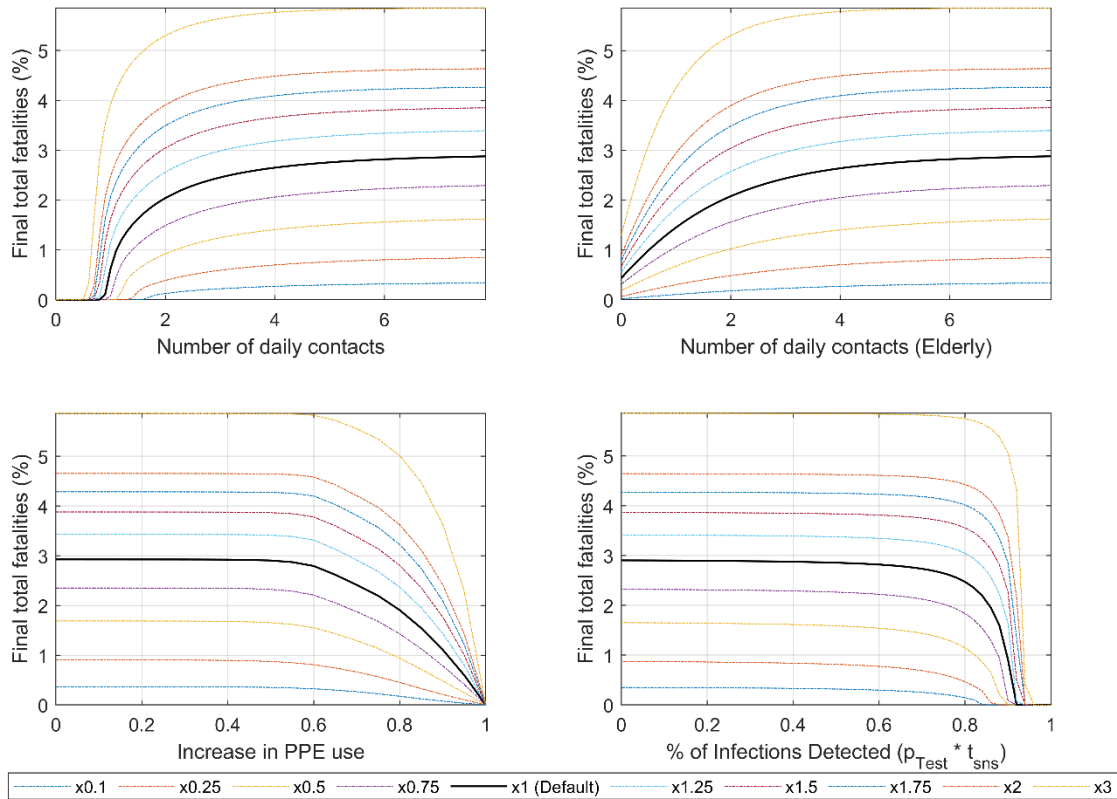 Final total fatalities (%)
5
4
3
2
1
0
0 2 4 6
Number of daily contacts
Final total fatalities (%)
5
4
3
2
1
0
0 2 4 6
Number of daily contacts (Elderly)
Final total fatalities (%)
5
4
3
2
1
0
0 0.2 0.4 0.6 0.8 1
Increase in PPE use
Final total fatalities (%)
5
4
3
2
1
0
0 0.2 0.4 0.6 0.8 1
% of Infections Detected (p_Test * t_sns)
x0.1 x0.25 x0.5 x0.75 x1 (Default) x1.25 x1.5 x1.75 x2 x3